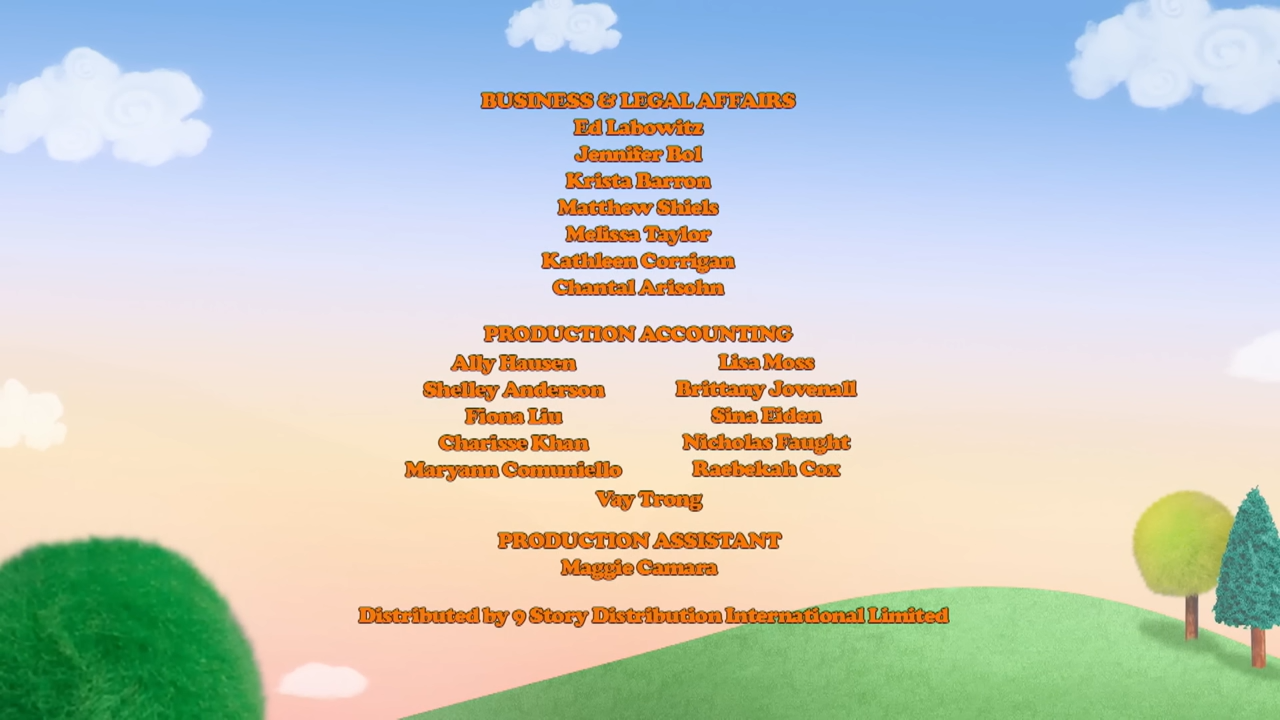 BUSINESS & LEGAL AFFAIRS
Ed Labowitz
Jennifer Bol
Krista Barron
Matthew Shiels
Melissa Taylor
Kathleen Corrigan
Chantal Arisohn
PRODUCTION ACCOUNTING
Ally Hausen Lisa Moss
Shelley Anderson Brittany Jovenall
Fiona Liu Sina Eiden
Charisse Khan Nicholas Faught
Maryann Comuniello Raebekah Cox
Vay Trong
PRODUCTION ASSISTANT
Maggie Camara
Distributed by 9 Story Distribution International Limited